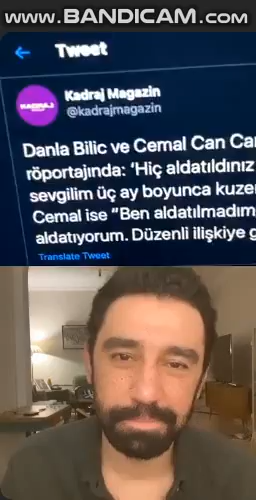 WWW.BANDICAM.COM
Tweet
KADRAJ
Kadraj Magazin
@kadrajmagazin
Danla Bilic ve Cemal Can Can
röportajında: 'Hiç aldatıldınız
sevgilim üç ay boyunca kuzen
Cemal ise "Ben aldatılmadım
aldatıyorum. Düzenli ilişkiye g
Translate Tweet